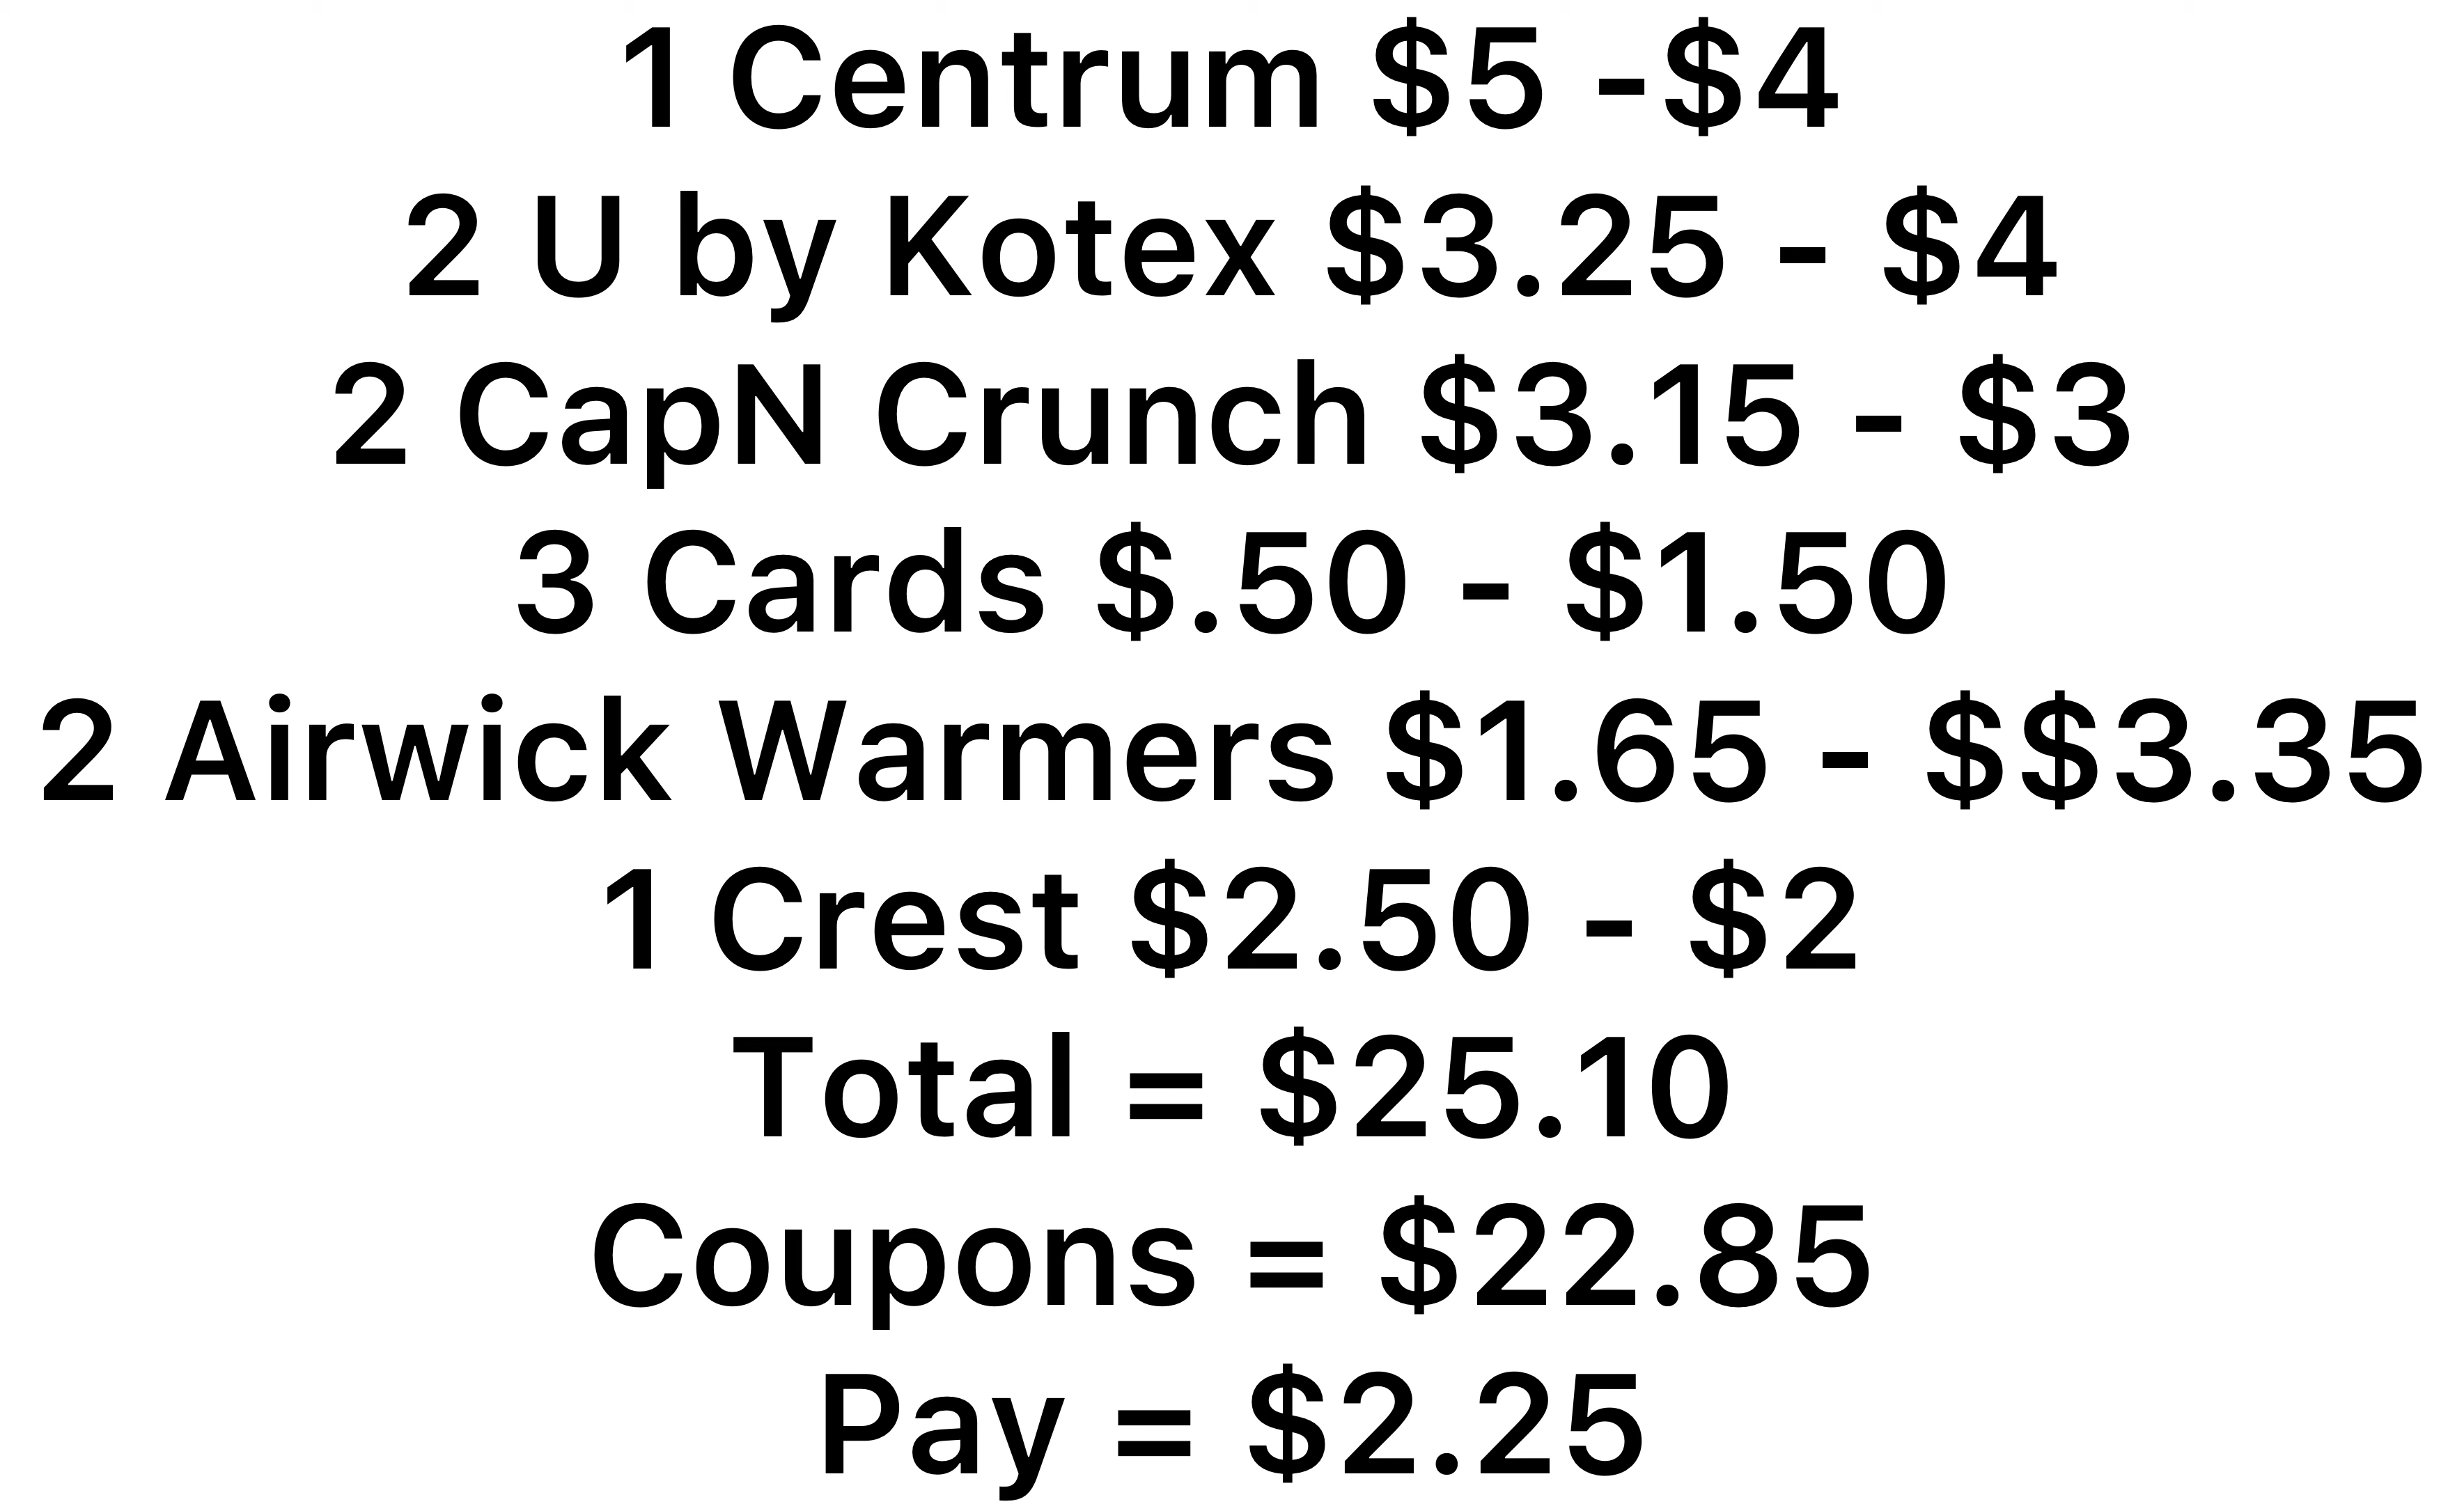 1 Centrum $5 -$4
2 U by Kotex $3.25 - $4
2 CapN Crunch $3.15 - $3
3 Cards $.50 - $1.50
2 Airwick Warmers $1.65 - $$3.35
1 Crest $2.50 - $2
Total = $25.10
Coupons = $22.85
Pay = $2.25